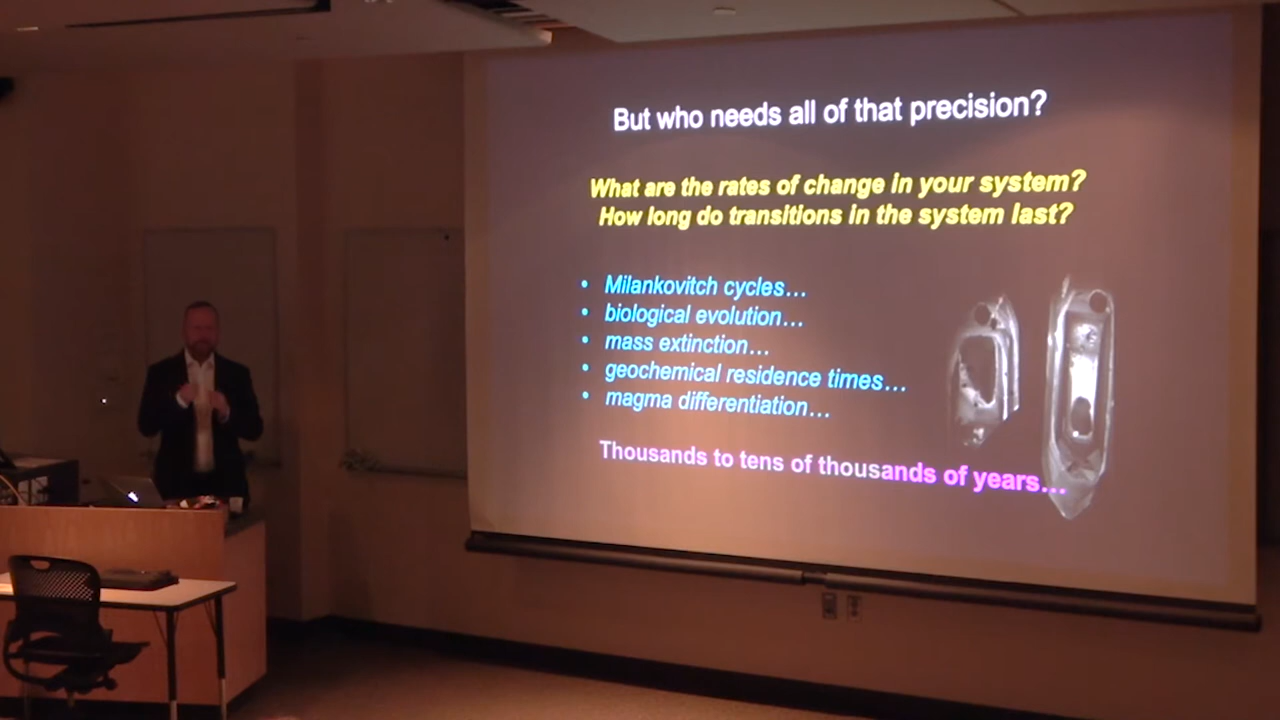 But who needs all of that precision?
What are the rates of change in your system?
How long do transitions in the system last?
• Milankovitch cycles…
• biological evolution…
• mass extinction…
• geochemical residence times…
• magma differentiation…
Thousands to tens of thousands of years…